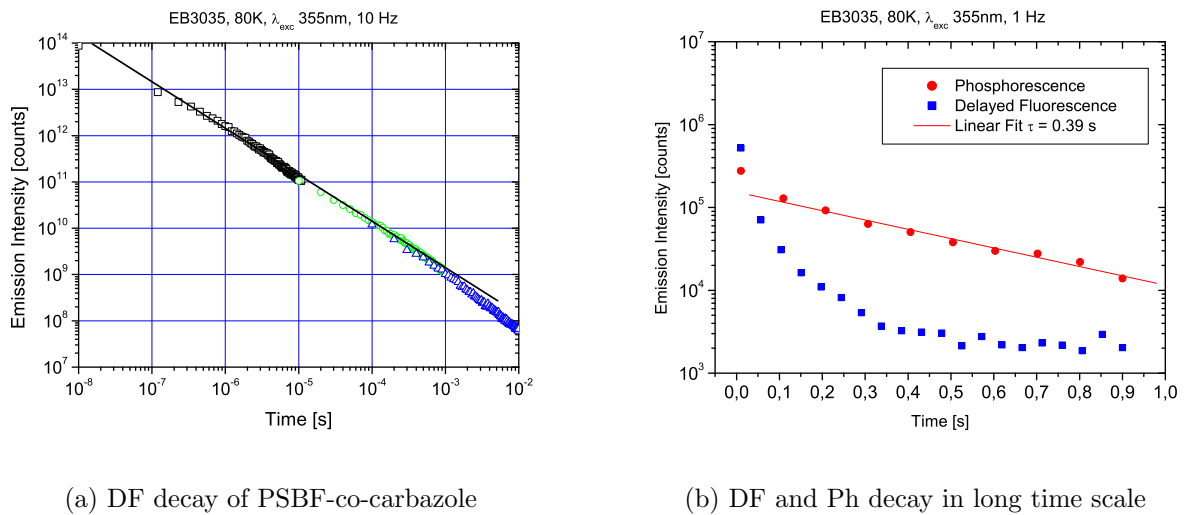 EB3035, 80K, λexc 355nm, 10 Hz
10^14
10^13
10^12
10^11
10^10
10^9
10^8
10^7
Emission Intensity [counts]
10^-8 10^-7 10^-6 10^-5 10^-4 10^-3 10^-2
Time [s]
(a) DF decay of PSBF-co-carbazole
EB3035, 80K, λexc 355nm, 1 Hz
10^7
10^6
10^5
10^4
10^3
Emission Intensity [counts]
Phosphorescence
Delayed Fluorescence
Linear Fit τ = 0.39 s
0,0 0,1 0,2 0,3 0,4 0,5 0,6 0,7 0,8 0,9 1,0
Time [s]
(b) DF and Ph decay in long time scale